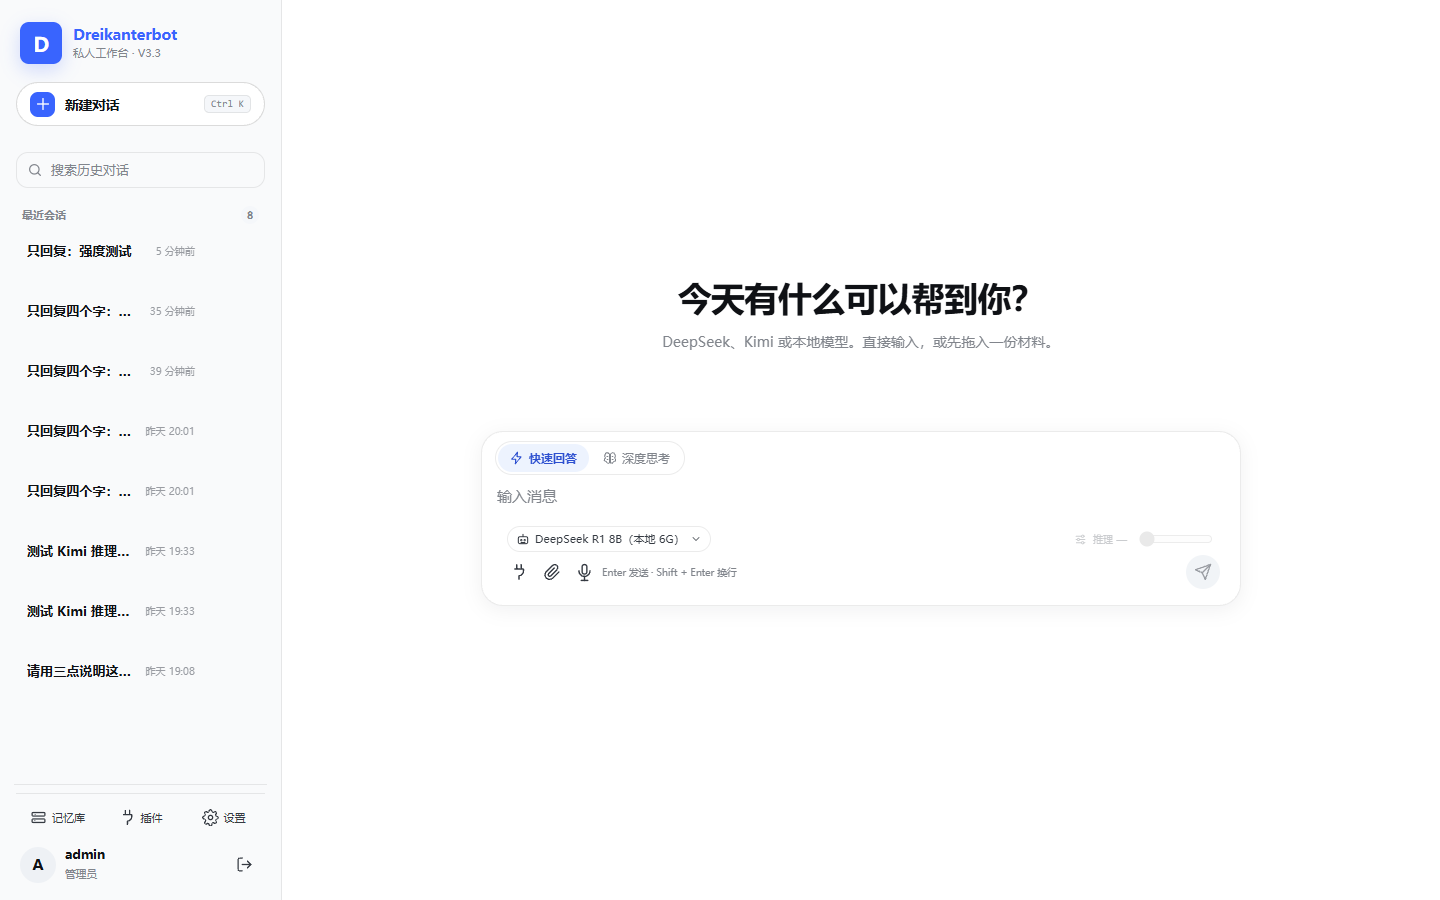 D
Dreikanterbot
私人工作台 · V3.3
新建对话 Ctrl K
搜索历史对话
最近会话 8
只回复：强度测试 5 分钟前
只回复四个字：... 35 分钟前
只回复四个字：... 39 分钟前
只回复四个字：... 昨天 20:01
只回复四个字：... 昨天 20:01
测试 Kimi 推理... 昨天 19:33
测试 Kimi 推理... 昨天 19:33
请用三点说明这... 昨天 19:08
记忆库 插件 设置
A
admin
管理员
今天有什么可以帮到你？
DeepSeek、Kimi 或本地模型。直接输入，或先拖入一份材料。
快速回答 深度思考
输入消息
DeepSeek R1 8B（本地 6G） 推理 —
Enter 发送 · Shift + Enter 换行